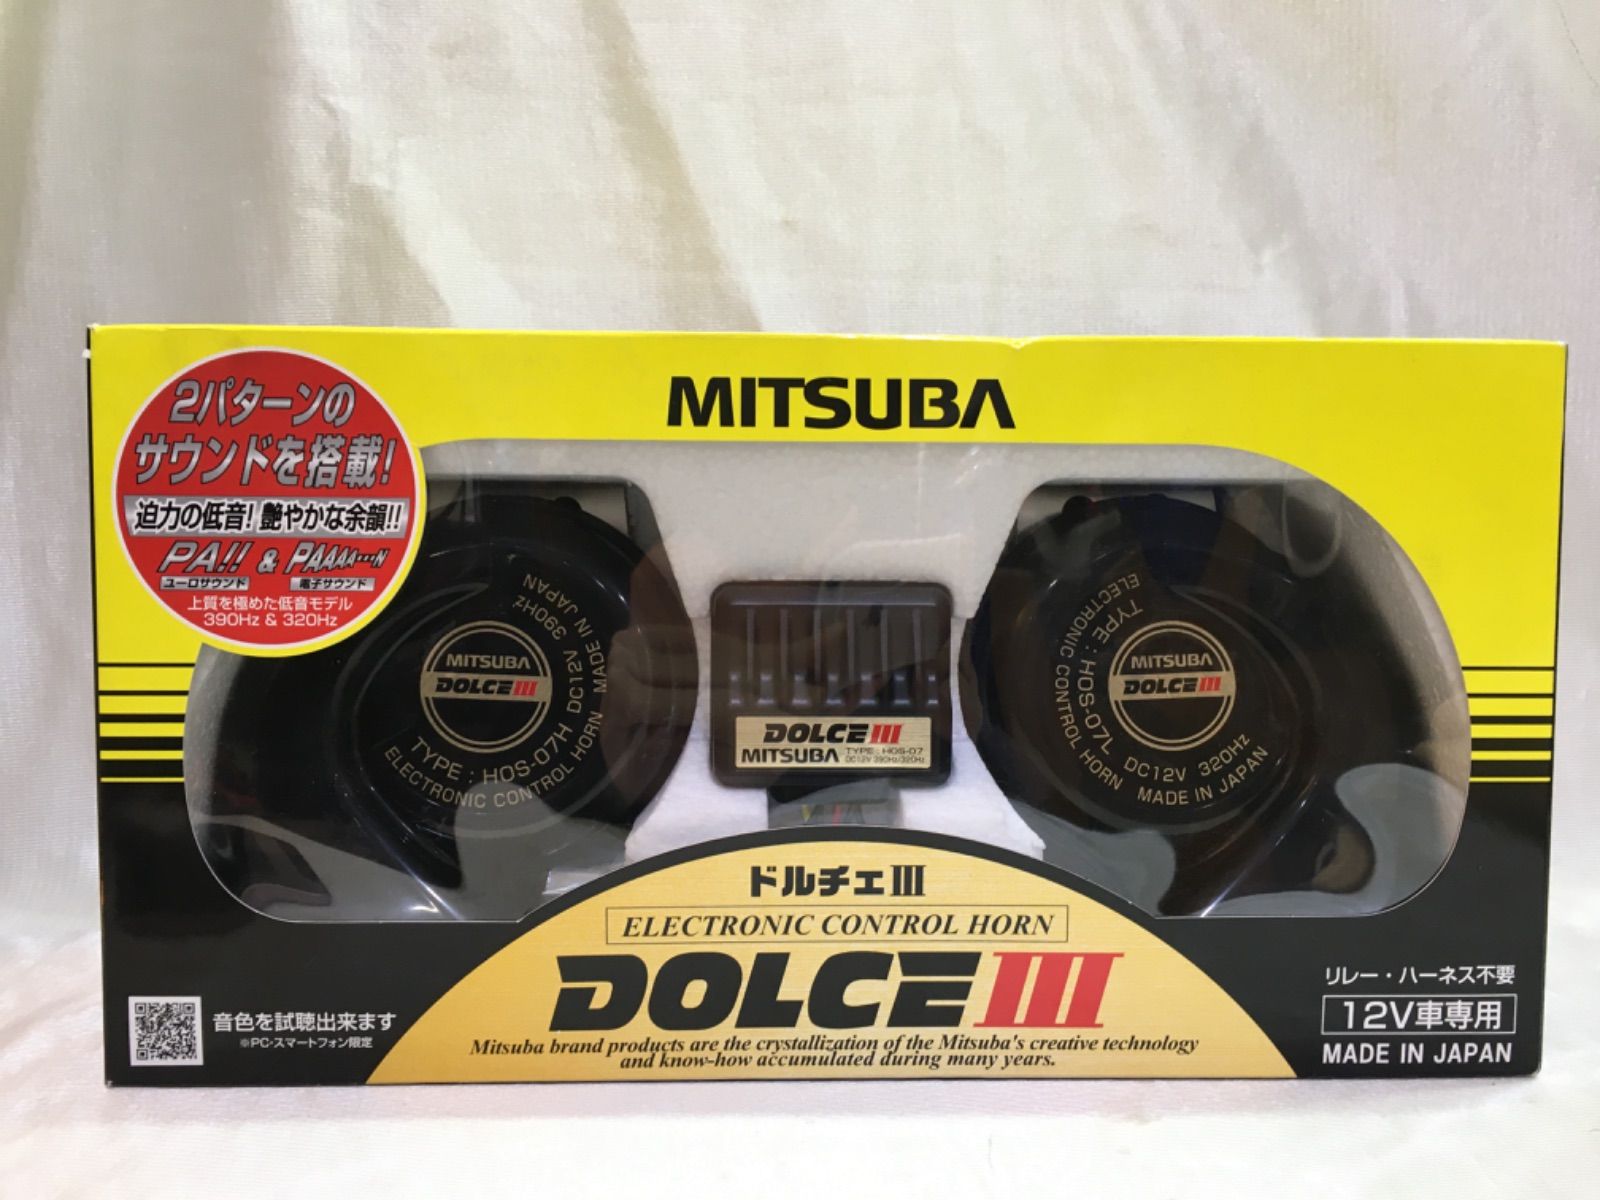 MITSUBA
2パターンの
サウンドを搭載!
迫力の低音! 艶やかな余韻!!
PA!! & PAAAA…N
ユーロサウンド 電子サウンド
上質を極めた低音モデル
390Hz & 320Hz
MITSUBA
DOLCE III
TYPE : HOS-07H DC12V 390Hz
ELECTRONIC CONTROL HORN MADE IN JAPAN
DOLCE III
MITSUBA TYPE : HOS-07
DC12V 390Hz/320Hz
MITSUBA
DOLCE III
TYPE : HOS-07L DC12V 320Hz
ELECTRONIC CONTROL HORN MADE IN JAPAN
ドルチェIII
ELECTRONIC CONTROL HORN
DOLCE III
Mitsuba brand products are the crystallization of the Mitsuba's creative technology
and know-how accumulated during many years.
音色を試聴出来ます
※PC・スマートフォン限定
リレー・ハーネス不要
12V車専用
MADE IN JAPAN